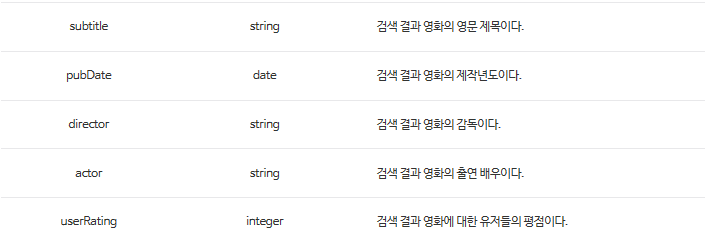 subtitle string 검색 결과 영화의 영문 제목이다.
pubDate date 검색 결과 영화의 제작년도이다.
director string 검색 결과 영화의 감독이다.
actor string 검색 결과 영화의 출연 배우이다.
userRating integer 검색 결과 영화에 대한 유저들의 평점이다.